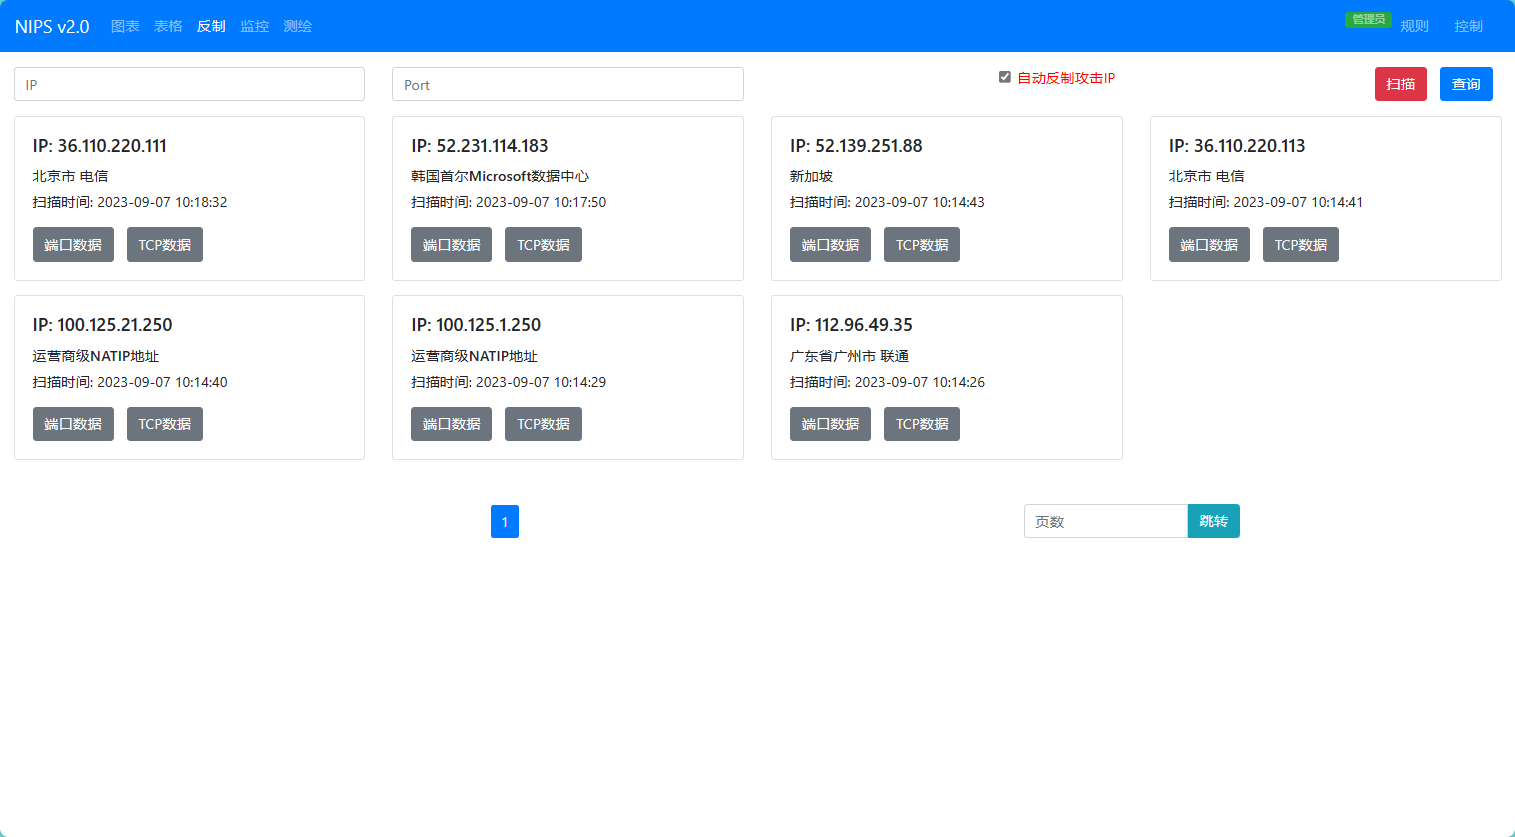 NIPS v2.0 图表 表格 反制 监控 测绘 管理员 规则 控制
IP Port 自动反制攻击IP 扫描 查询
IP: 36.110.220.111
北京市 电信
扫描时间: 2023-09-07 10:18:32
端口数据 TCP数据
IP: 52.231.114.183
韩国首尔Microsoft数据中心
扫描时间: 2023-09-07 10:17:50
端口数据 TCP数据
IP: 52.139.251.88
新加坡
扫描时间: 2023-09-07 10:14:43
端口数据 TCP数据
IP: 36.110.220.113
北京市 电信
扫描时间: 2023-09-07 10:14:41
端口数据 TCP数据
IP: 100.125.21.250
运营商级NATIP地址
扫描时间: 2023-09-07 10:14:40
端口数据 TCP数据
IP: 100.125.1.250
运营商级NATIP地址
扫描时间: 2023-09-07 10:14:29
端口数据 TCP数据
IP: 112.96.49.35
广东省广州市 联通
扫描时间: 2023-09-07 10:14:26
端口数据 TCP数据
1 页数 跳转